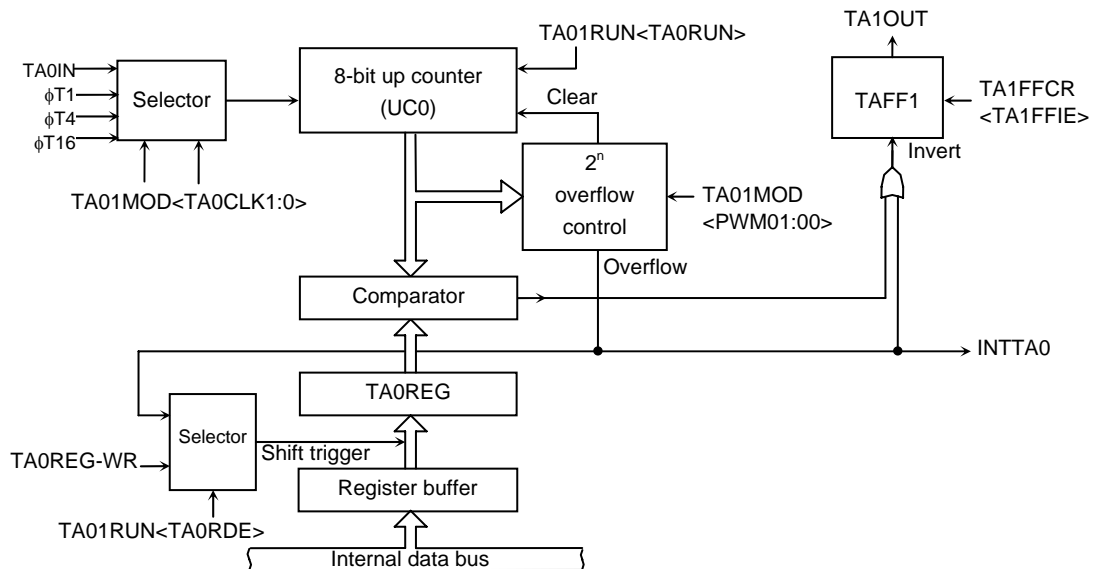 TA1OUT
TA01RUN<TA0RUN>
TA0IN
ϕT1
ϕT4
ϕT16
Selector
8-bit up counter
(UC0)
Clear
TAFF1
TA1FFCR
<TA1FFIE>
Invert
2ⁿ
overflow
control
TA01MOD<TA0CLK1:0>
TA01MOD
<PWM01:00>
Overflow
Comparator
INTTA0
TA0REG
Selector
Shift trigger
TA0REG-WR
Register buffer
TA01RUN<TA0RDE>
Internal data bus